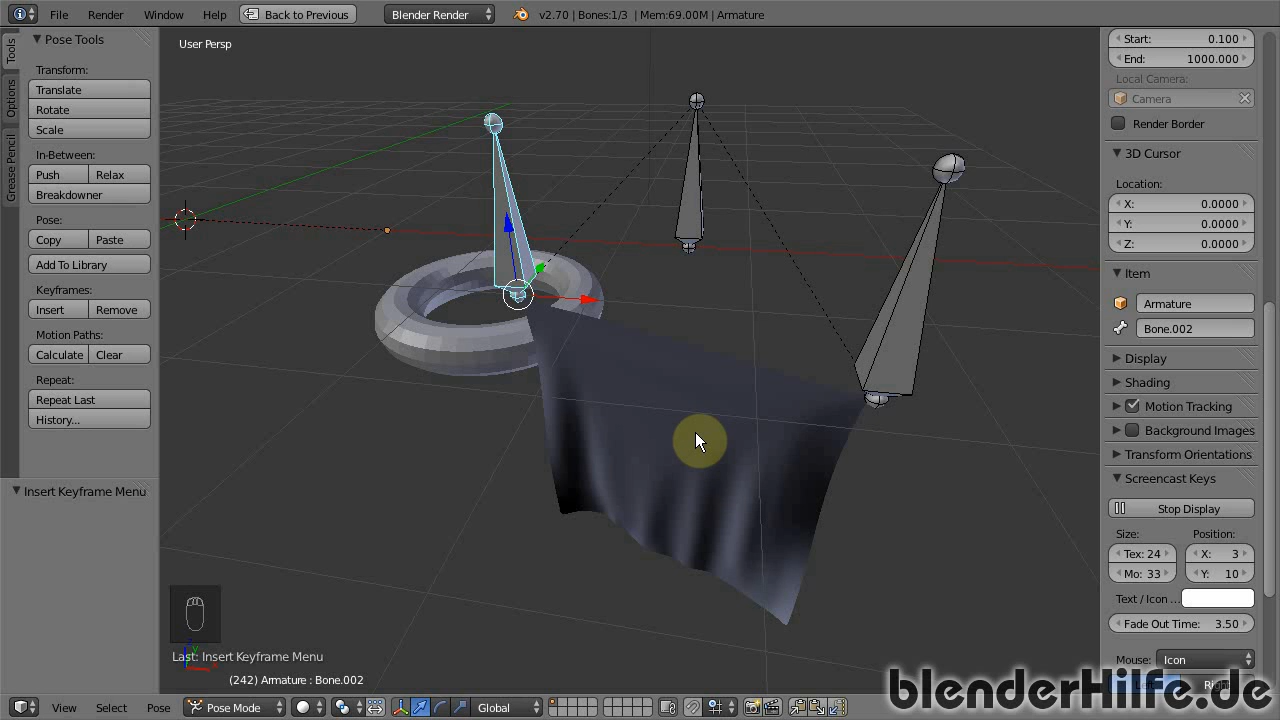 File Render Window Help Back to Previous Blender Render v2.70 | Bones:1/3 | Mem:69.00M | Armature
Tools
Options
Grease Pencil
Pose Tools
Transform:
Translate
Rotate
Scale
In-Between:
Push Relax
Breakdowner
Pose:
Copy Paste
Add To Library
Keyframes:
Insert Remove
Motion Paths:
Calculate Clear
Repeat:
Repeat Last
History...
Insert Keyframe Menu
User Persp
Last: Insert Keyframe Menu
(242) Armature : Bone.002
Start: 0.100
End: 1000.000
Local Camera:
Camera
Render Border
3D Cursor
Location:
X: 0.0000
Y: 0.0000
Z: 0.0000
Item
Armature
Bone.002
Display
Shading
Motion Tracking
Background Images
Transform Orientations
Screencast Keys
Stop Display
Size: Position:
Tex: 24 X: 3
Mo: 33 Y: 10
Text / Icon ...
Fade Out Time: 3.50
Mouse: Icon
blenderHilfe.de
View Select Pose Pose Mode Global